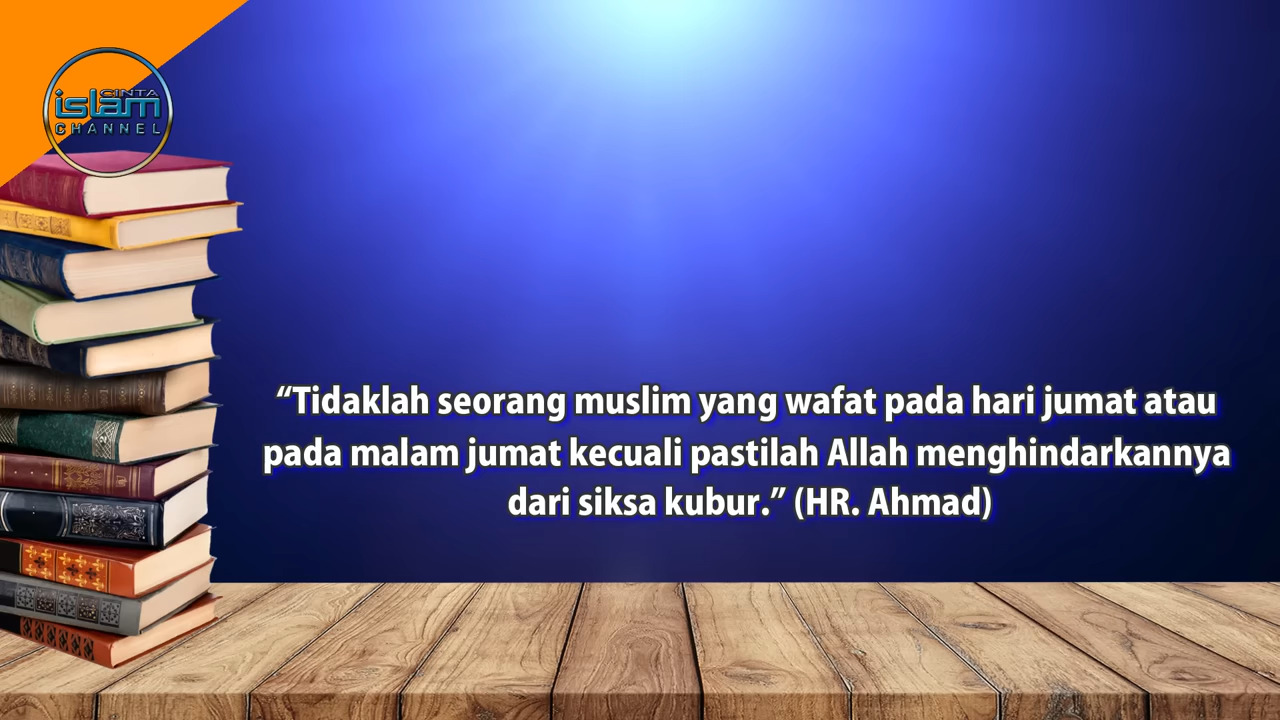 CINTA
islam
CHANNEL
“Tidaklah seorang muslim yang wafat pada hari jumat atau
pada malam jumat kecuali pastilah Allah menghindarkannya
dari siksa kubur.” (HR. Ahmad)